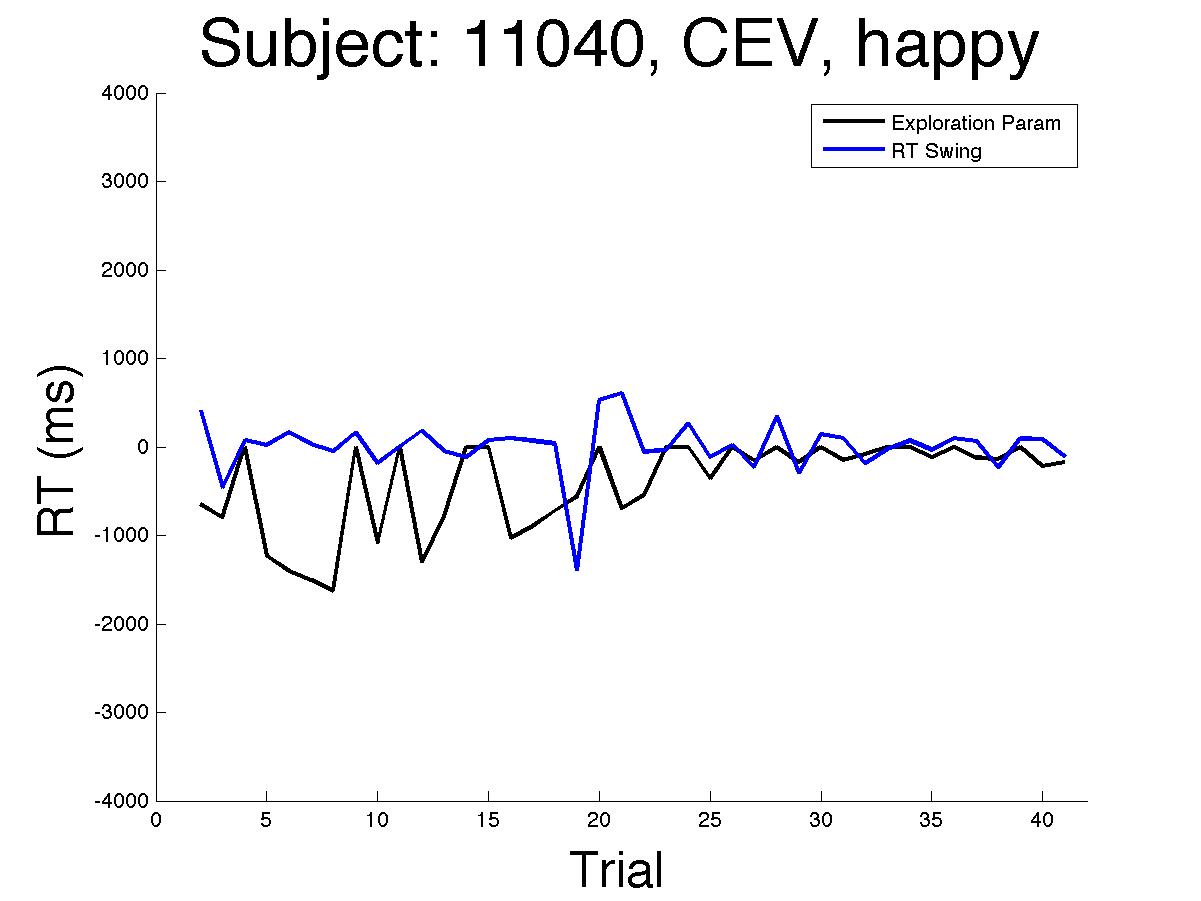 Subject: 11040, CEV, happy
4000
3000
2000
1000
0
-1000
-2000
-3000
-4000
RT (ms)
Exploration Param
RT Swing
0 5 10 15 20 25 30 35 40
Trial